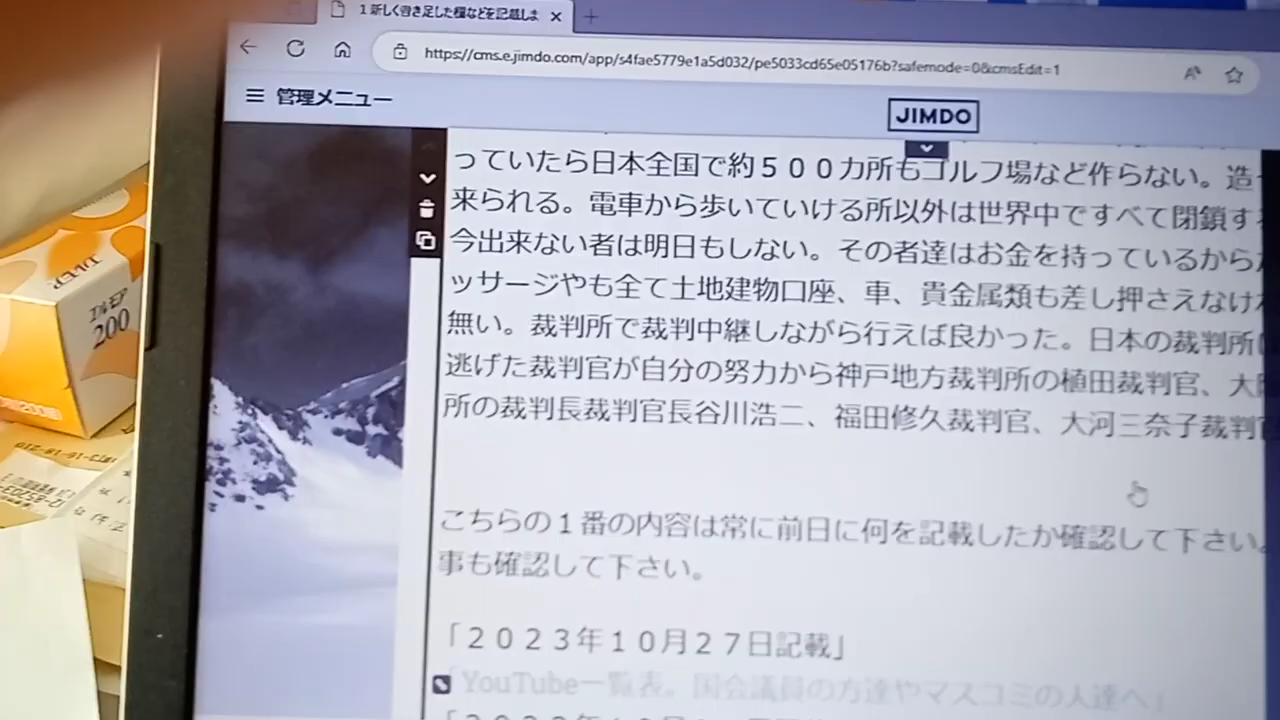 1 新しく書き足した欄などを記載しま
https://cms.e.jimdo.com/app/s4fae5779e1a5d032/pe5033cd65e05176b?safemode=0&cmsEdit=1
管理メニュー
JIMDO
っていたら日本全国で約５００カ所もゴルフ場など作らない。造
来られる。電車から歩いていける所以外は世界中ですべて閉鎖す
今出来ない者は明日もしない。その者達はお金を持っているから
ッサージやも全て土地建物口座、車、貴金属類も差し押さえなけ
無い。裁判所で裁判中継しながら行えば良かった。日本の裁判所
逃げた裁判官が自分の努力から神戸地方裁判所の植田裁判官、大
所の裁判長裁判官長谷川浩二、福田修久裁判官、大河三奈子裁判官
こちらの１番の内容は常に前日に何を記載したか確認して下さい。
事も確認して下さい。
「２０２３年１０月２７日記載」
「YouTube一覧表。国会議員の方達やマスコミの人達へ」
エルモア
200